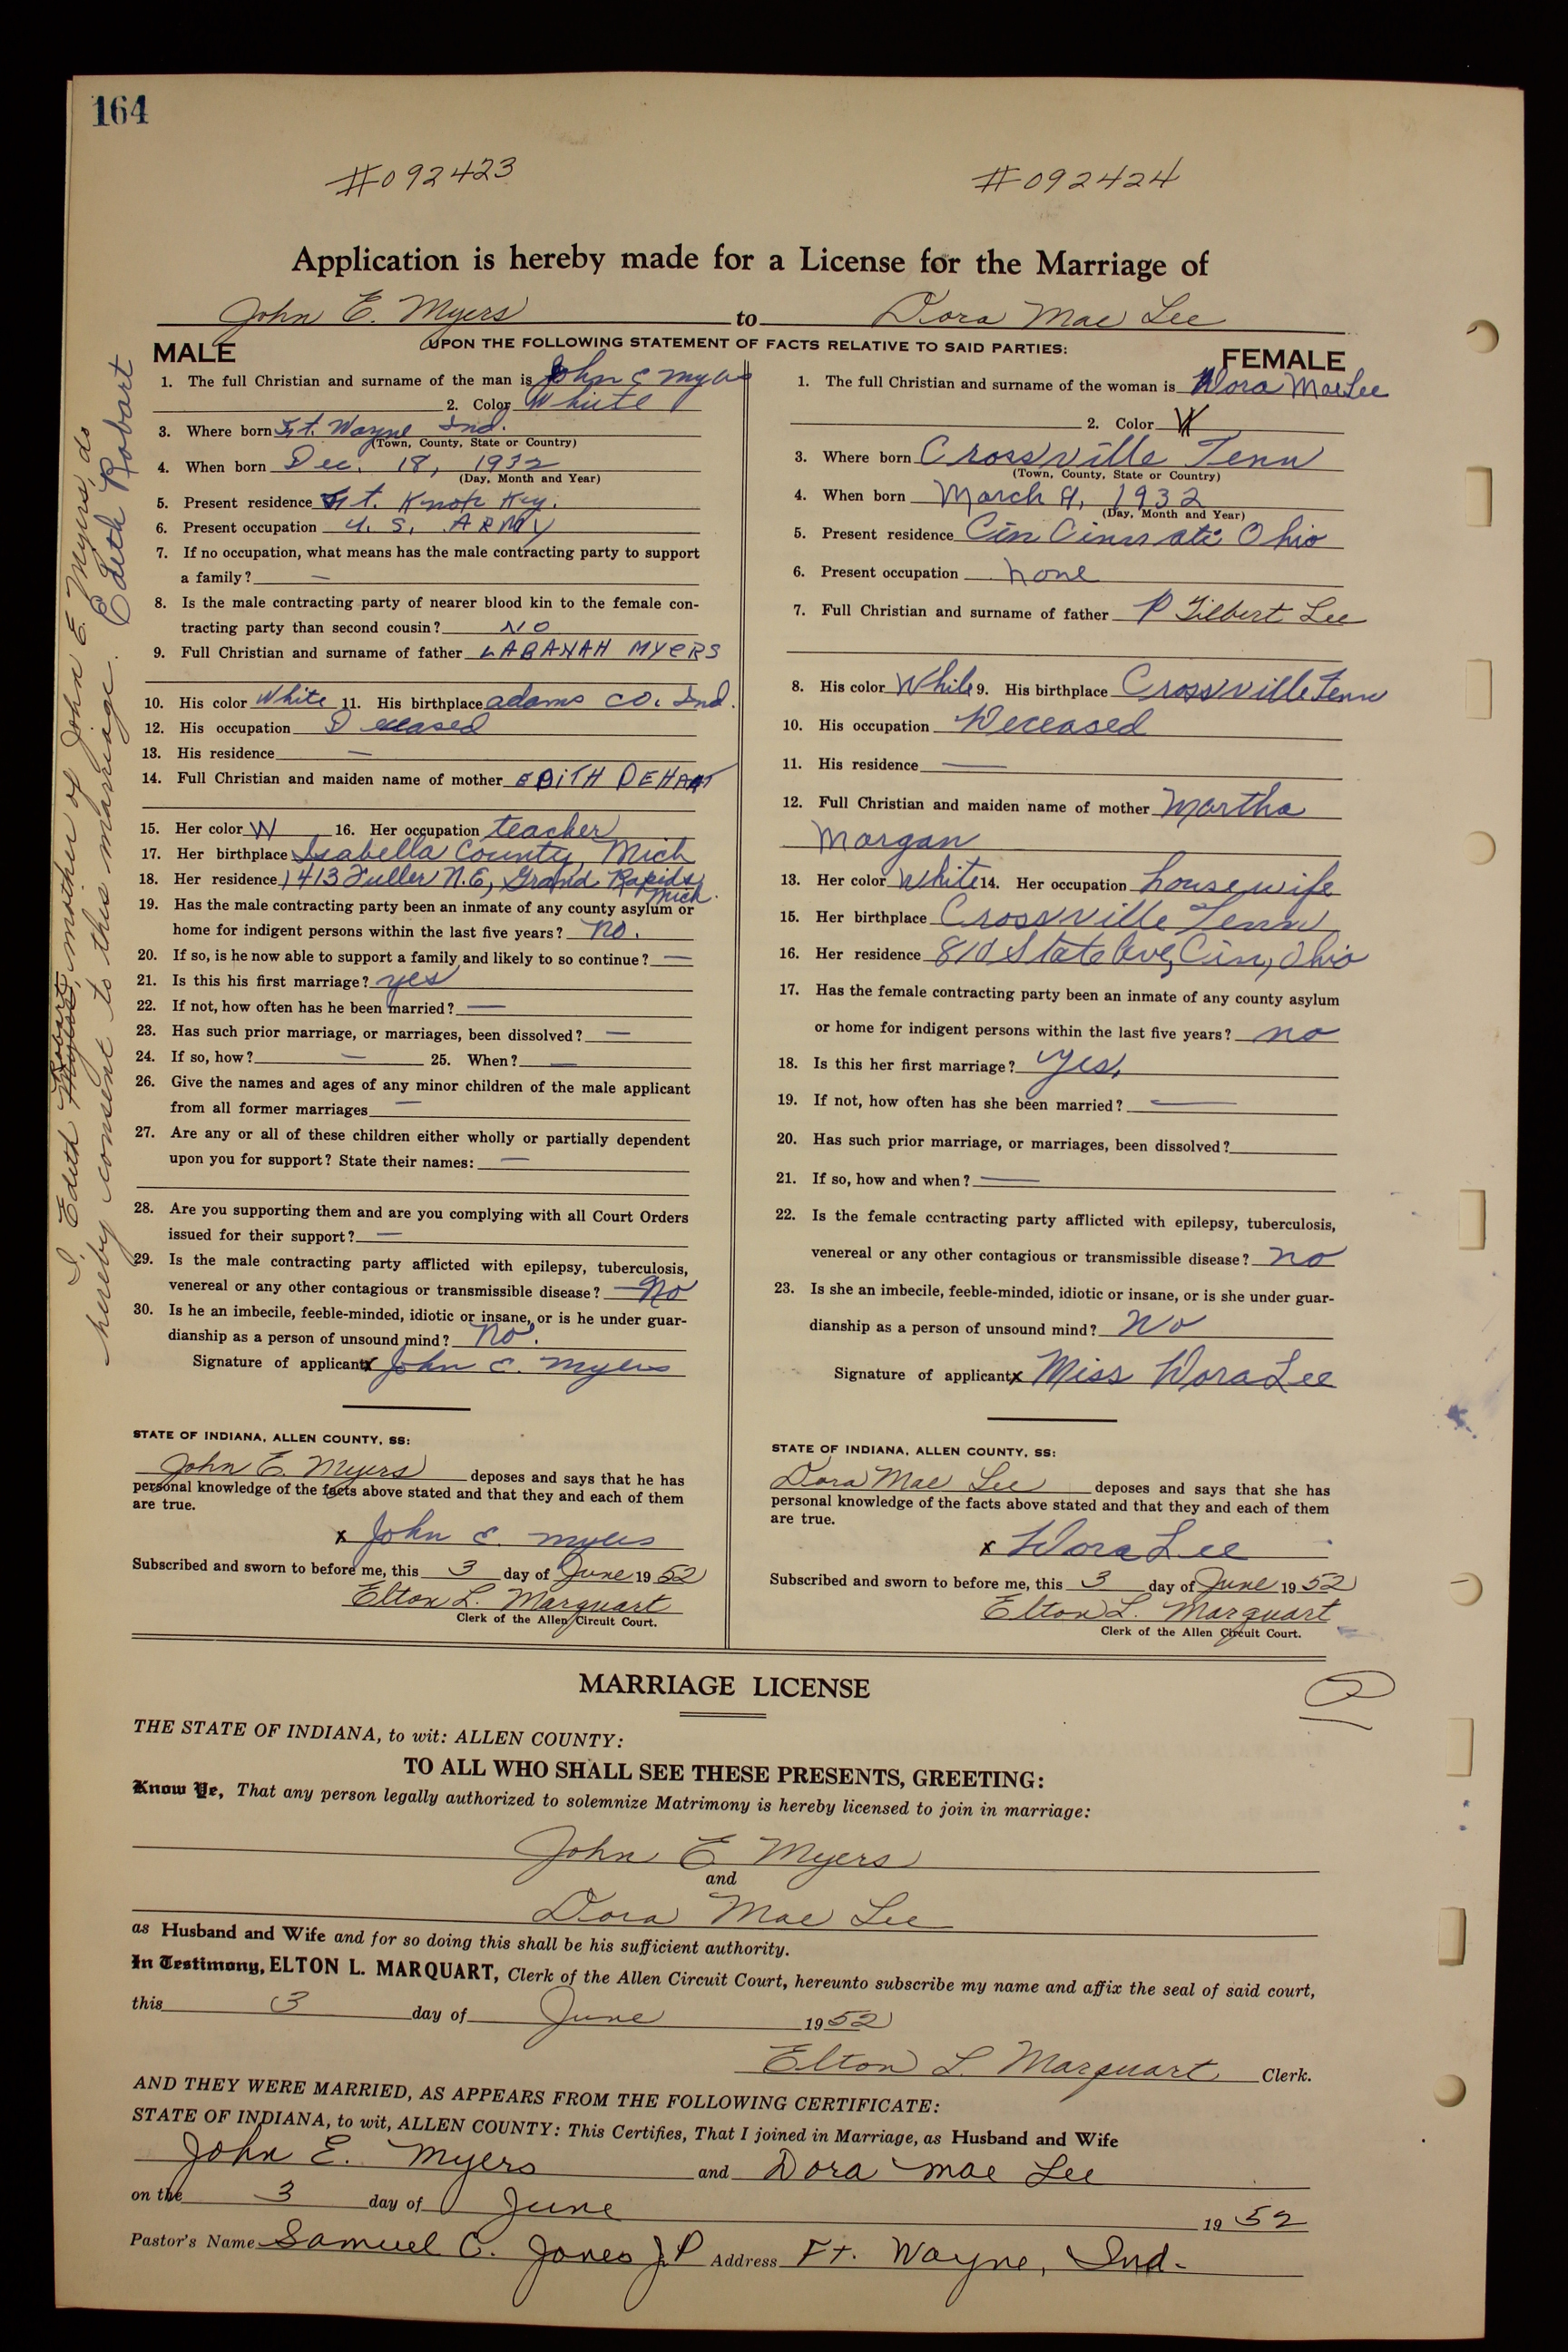 164
#092423 #092424
Application is hereby made for a License for the Marriage of
John E. Myers to Dora Mae Lee
UPON THE FOLLOWING STATEMENT OF FACTS RELATIVE TO SAID PARTIES:
MALE
1. The full Christian and surname of the man is John E Myers
2. Color White
3. Where born Ft. Wayne Ind.
(Town, County, State or Country)
4. When born Dec. 18, 1932
(Day, Month and Year)
5. Present residence Ft. Knox Ky.
6. Present occupation U. S. ARMY
7. If no occupation, what means has the male contracting party to support
a family? —
8. Is the male contracting party of nearer blood kin to the female con-
tracting party than second cousin? NO
9. Full Christian and surname of father LABANAH MYERS
10. His color White 11. His birthplace adams co. Ind.
12. His occupation Deceased
13. His residence —
14. Full Christian and maiden name of mother EDITH DEHART
15. Her color W 16. Her occupation teacher
17. Her birthplace Isabella County, Mich
18. Her residence 1413 Fuller N.E, Grand Rapids Mich.
19. Has the male contracting party been an inmate of any county asylum or
home for indigent persons within the last five years? no.
20. If so, is he now able to support a family and likely to so continue? —
21. Is this his first marriage? yes
22. If not, how often has he been married? —
23. Has such prior marriage, or marriages, been dissolved? —
24. If so, how? — 25. When? —
26. Give the names and ages of any minor children of the male applicant
from all former marriages —
27. Are any or all of these children either wholly or partially dependent
upon you for support? State their names: —
28. Are you supporting them and are you complying with all Court Orders
issued for their support? —
29. Is the male contracting party afflicted with epilepsy, tuberculosis,
venereal or any other contagious or transmissible disease? No
30. Is he an imbecile, feeble-minded, idiotic or insane, or is he under guar-
dianship as a person of unsound mind? No.
Signature of applicant x John E. Myers
STATE OF INDIANA, ALLEN COUNTY, SS:
John E. Myers deposes and says that he has
personal knowledge of the facts above stated and that they and each of them
are true.
x John E. Myers
Subscribed and sworn to before me, this 3 day of June 1952
Elton L. Marquart
Clerk of the Allen Circuit Court.
FEMALE
1. The full Christian and surname of the woman is Dora Mae Lee
2. Color W
3. Where born Crossville Tenn
(Town, County, State or Country)
4. When born March 9, 1932
(Day, Month and Year)
5. Present residence Cin Cinn ati Ohio
6. Present occupation none
7. Full Christian and surname of father P Gilbert Lee
8. His color White 9. His birthplace Crossville Tenn
10. His occupation Deceased
11. His residence —
12. Full Christian and maiden name of mother Martha
Morgan
13. Her color White 14. Her occupation housewife
15. Her birthplace Crossville Tenn
16. Her residence 810 State Ave, Cin, Ohio
17. Has the female contracting party been an inmate of any county asylum
or home for indigent persons within the last five years? no
18. Is this her first marriage? yes,
19. If not, how often has she been married? —
20. Has such prior marriage, or marriages, been dissolved?
21. If so, how and when? —
22. Is the female contracting party afflicted with epilepsy, tuberculosis,
venereal or any other contagious or transmissible disease? no
23. Is she an imbecile, feeble-minded, idiotic or insane, or is she under guar-
dianship as a person of unsound mind? No
Signature of applicant x Miss Dora Lee
STATE OF INDIANA, ALLEN COUNTY, SS:
Dora Mae Lee deposes and says that she has
personal knowledge of the facts above stated and that they and each of them
are true.
x Dora Lee
Subscribed and sworn to before me, this 3 day of June 1952
Elton L. Marquart
Clerk of the Allen Circuit Court.
I, Edith Robart, mother of John E. Myers, do
hereby consent to this marriage. Edith Robart
MARRIAGE LICENSE
THE STATE OF INDIANA, to wit: ALLEN COUNTY:
TO ALL WHO SHALL SEE THESE PRESENTS, GREETING:
Know Ye, That any person legally authorized to solemnize Matrimony is hereby licensed to join in marriage:
John E Myers
and
Dora Mae Lee
as Husband and Wife and for so doing this shall be his sufficient authority.
In Testimony, ELTON L. MARQUART, Clerk of the Allen Circuit Court, hereunto subscribe my name and affix the seal of said court,
this 3 day of June 1952
Elton L. Marquart Clerk.
AND THEY WERE MARRIED, AS APPEARS FROM THE FOLLOWING CERTIFICATE:
STATE OF INDIANA, to wit, ALLEN COUNTY: This Certifies, That I joined in Marriage, as Husband and Wife
John E. Myers and Dora Mae Lee
on the 3 day of June 1952
Pastor's Name Samuel C. Jones J.P Address Ft. Wayne, Ind.